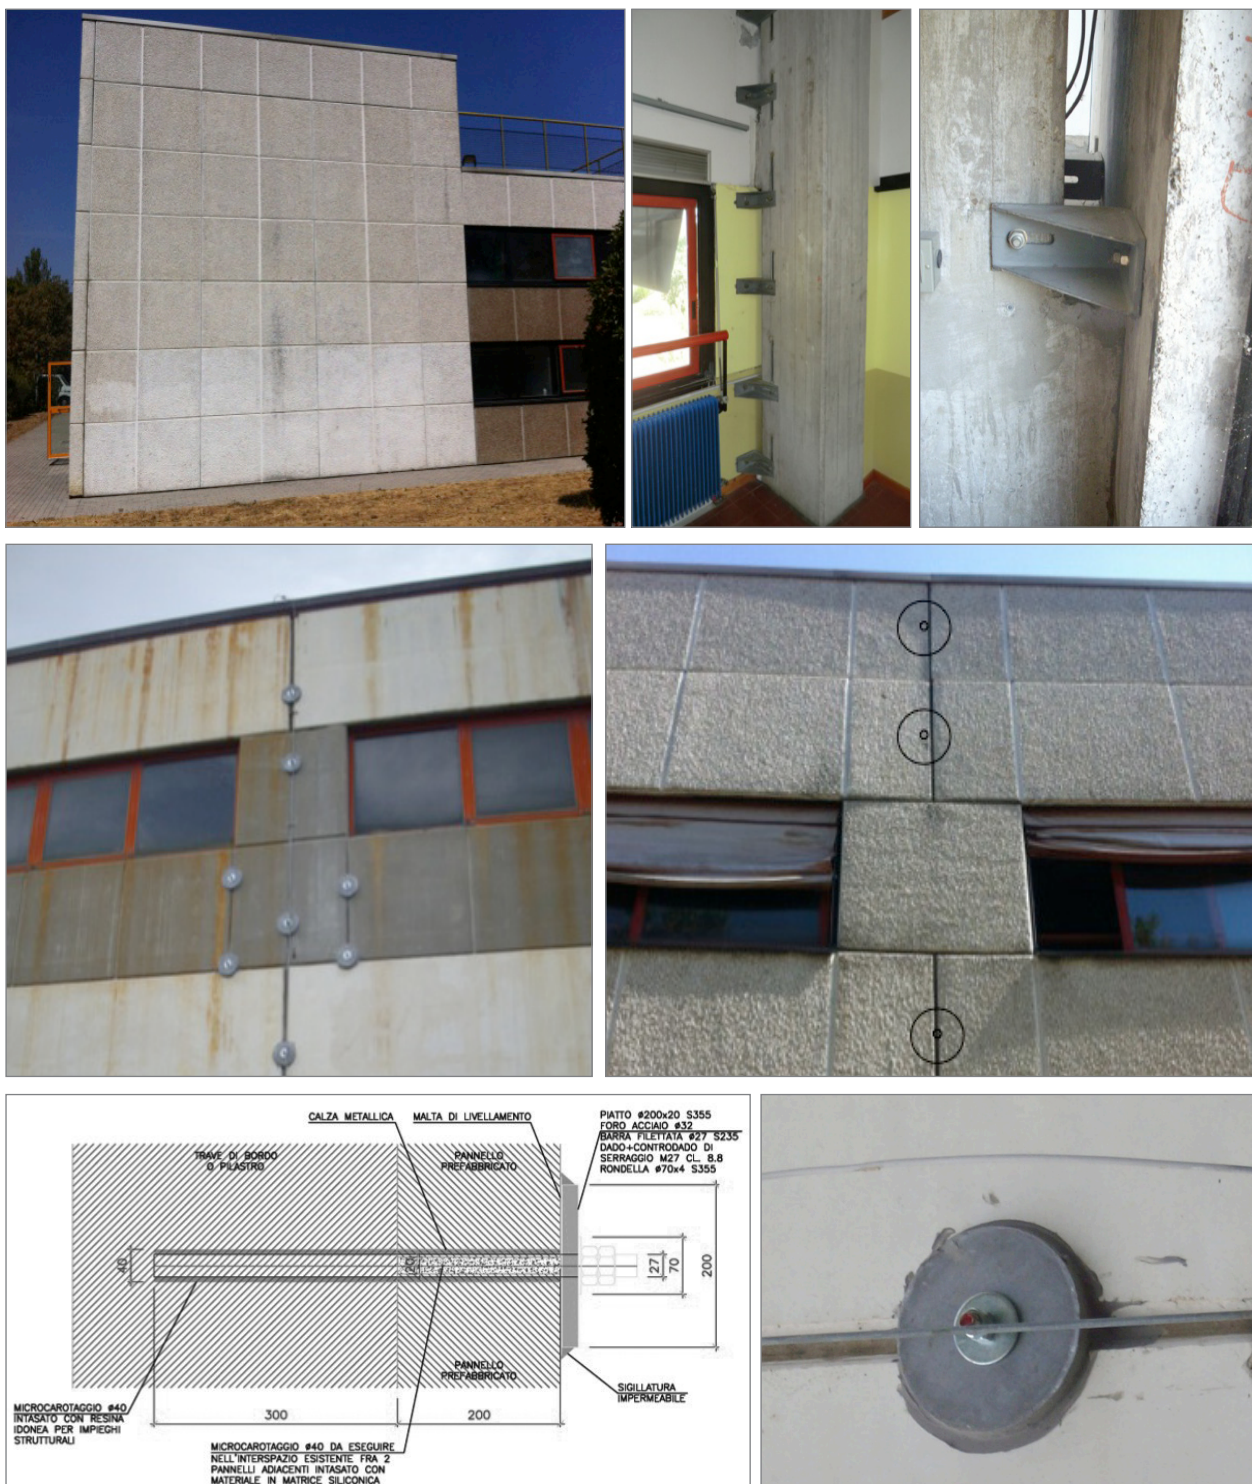 CALZA METALLICA
MALTA DI LIVELLAMENTO
PIATTO ø200x20 S355
FORO ACCIAIO ø32
BARRA FILETTATA ø27 S235
DADO+CONTRODADO DI
SERRAGGIO M27 CL. 8.8
RONDELLA ø70x4 S355
TRAVE DI BORDO
O PILASTRO
PANNELLO
PREFABBRICATO
40
27
70
200
PANNELLO
PREFABBRICATO
SIGILLATURA
IMPERMEABILE
MICROCAROTAGGIO ø40
INTASATO CON RESINA
IDONEA PER IMPIEGHI
STRUTTURALI
300
200
MICROCAROTAGGIO ø40 DA ESEGUIRE
NELL'INTERSPAZIO ESISTENTE FRA 2
PANNELLI ADIACENTI INTASATO CON
MATERIALE IN MATRICE SILICONICA